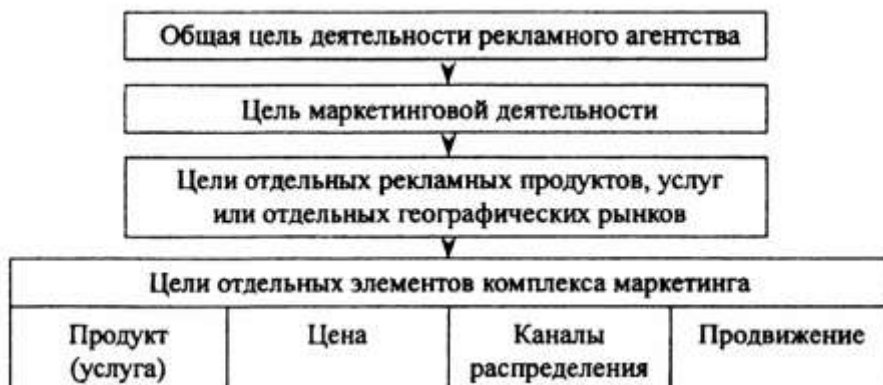 Общая цель деятельности рекламного агентства
Цель маркетинговой деятельности
Цели отдельных рекламных продуктов, услуг
или отдельных географических рынков
Цели отдельных элементов комплекса маркетинга
Продукт
(услуга)
Цена
Каналы
распределения
Продвижение